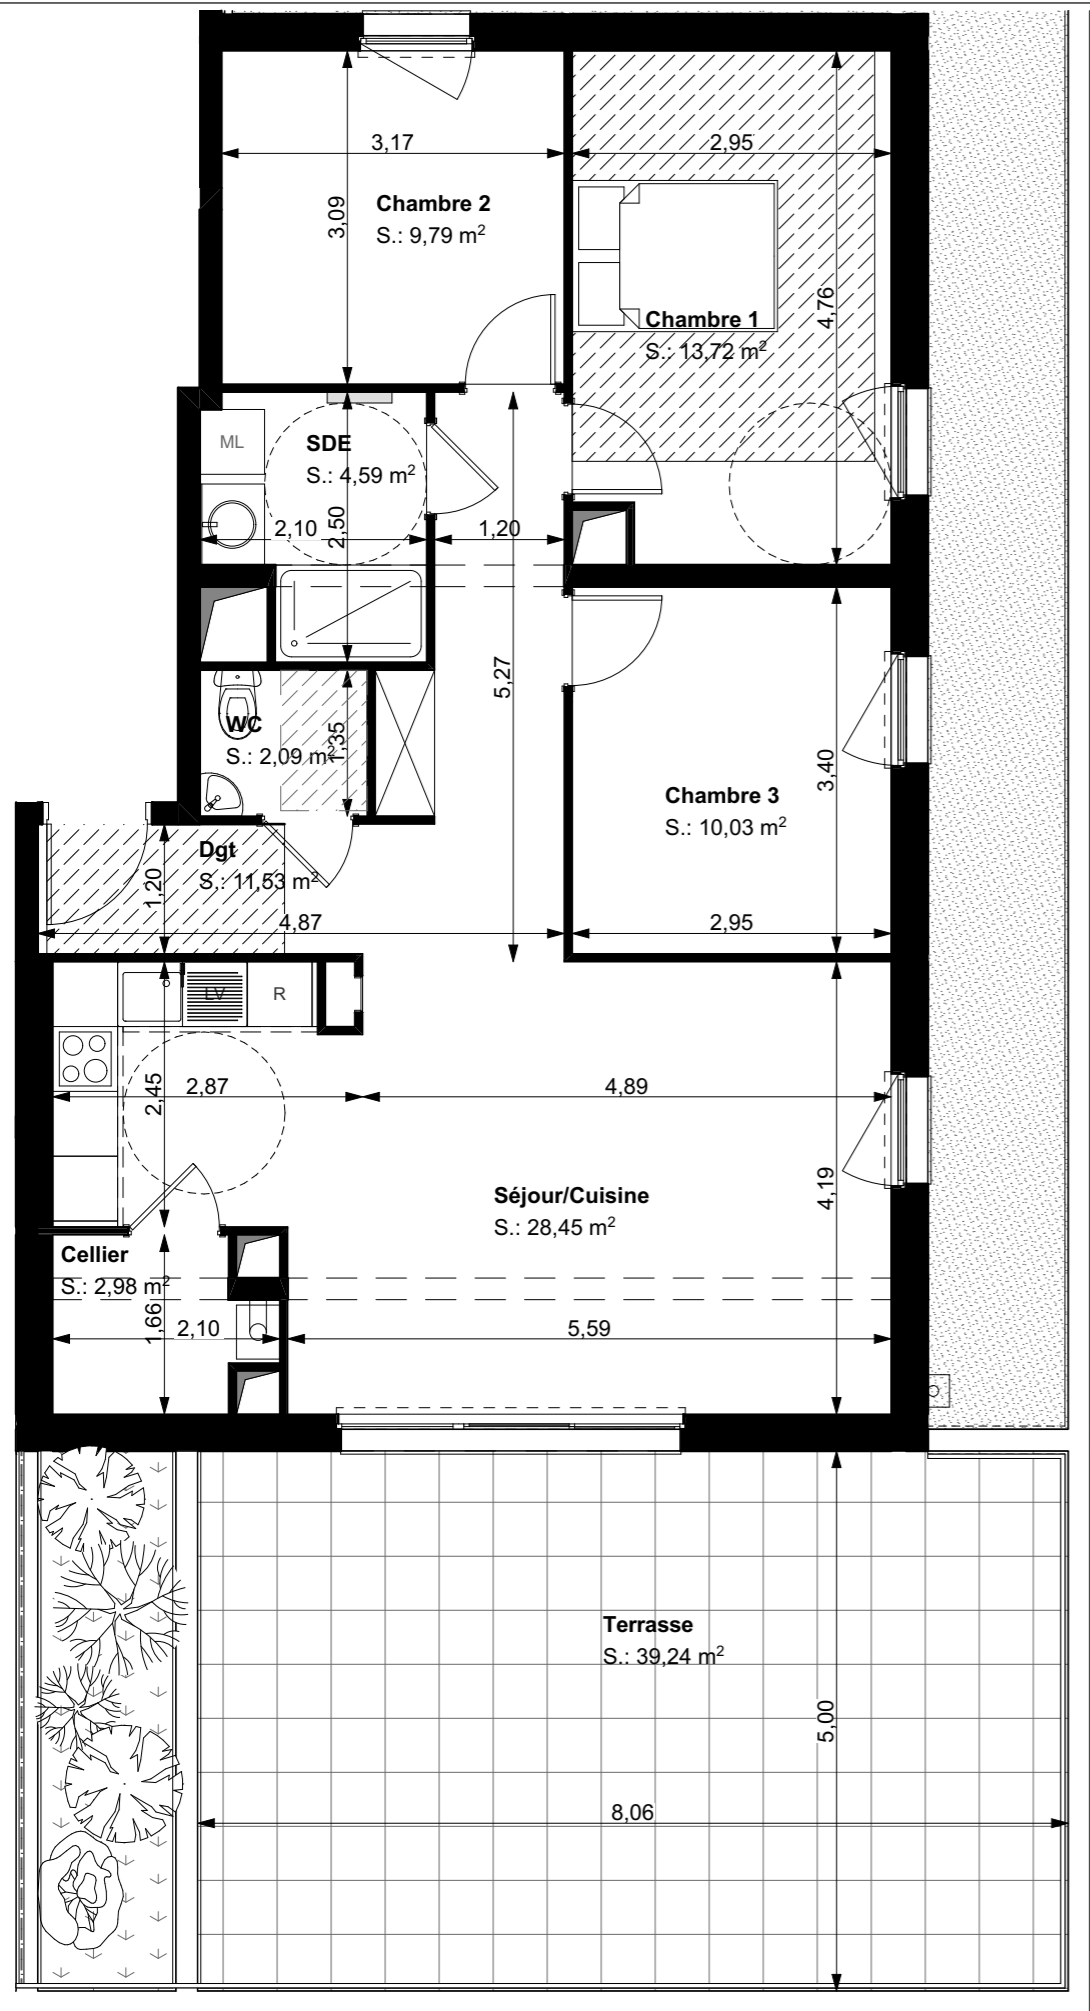 3,17
2,95
3,09
Chambre 2
S.: 9,79 m²
4,76
Chambre 1
S.: 13,72 m²
ML
SDE
S.: 4,59 m²
2,10
2,50
1,20
5,27
WC
S.: 2,09 m²
1,35
3,40
Chambre 3
S.: 10,03 m²
Dgt
S.: 11,53 m²
1,20
4,87
2,95
LV
R
2,45
2,87
4,89
4,19
Séjour/Cuisine
S.: 28,45 m²
Cellier
S.: 2,98 m²
1,66
2,10
5,59
Terrasse
S.: 39,24 m²
5,00
8,06